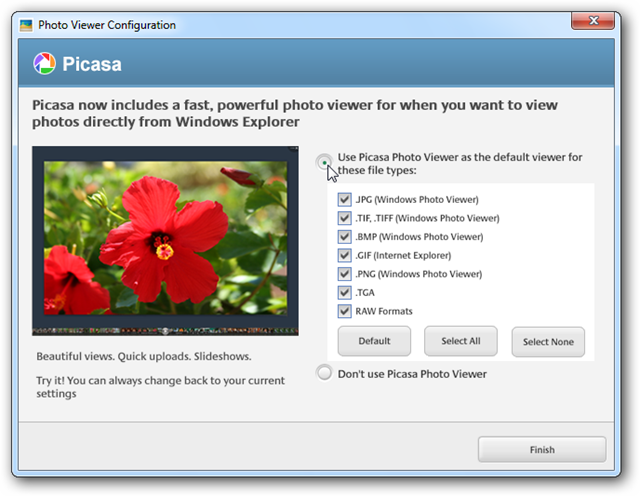 Photo Viewer Configuration
Picasa
Picasa now includes a fast, powerful photo viewer for when you want to view
photos directly from Windows Explorer
Use Picasa Photo Viewer as the default viewer for
these file types:
.JPG (Windows Photo Viewer)
.TIF, .TIFF (Windows Photo Viewer)
.BMP (Windows Photo Viewer)
.GIF (Internet Explorer)
.PNG (Windows Photo Viewer)
.TGA
RAW Formats
Default
Select All
Select None
Beautiful views. Quick uploads. Slideshows.
Try it! You can always change back to your current
settings
Don't use Picasa Photo Viewer
Finish